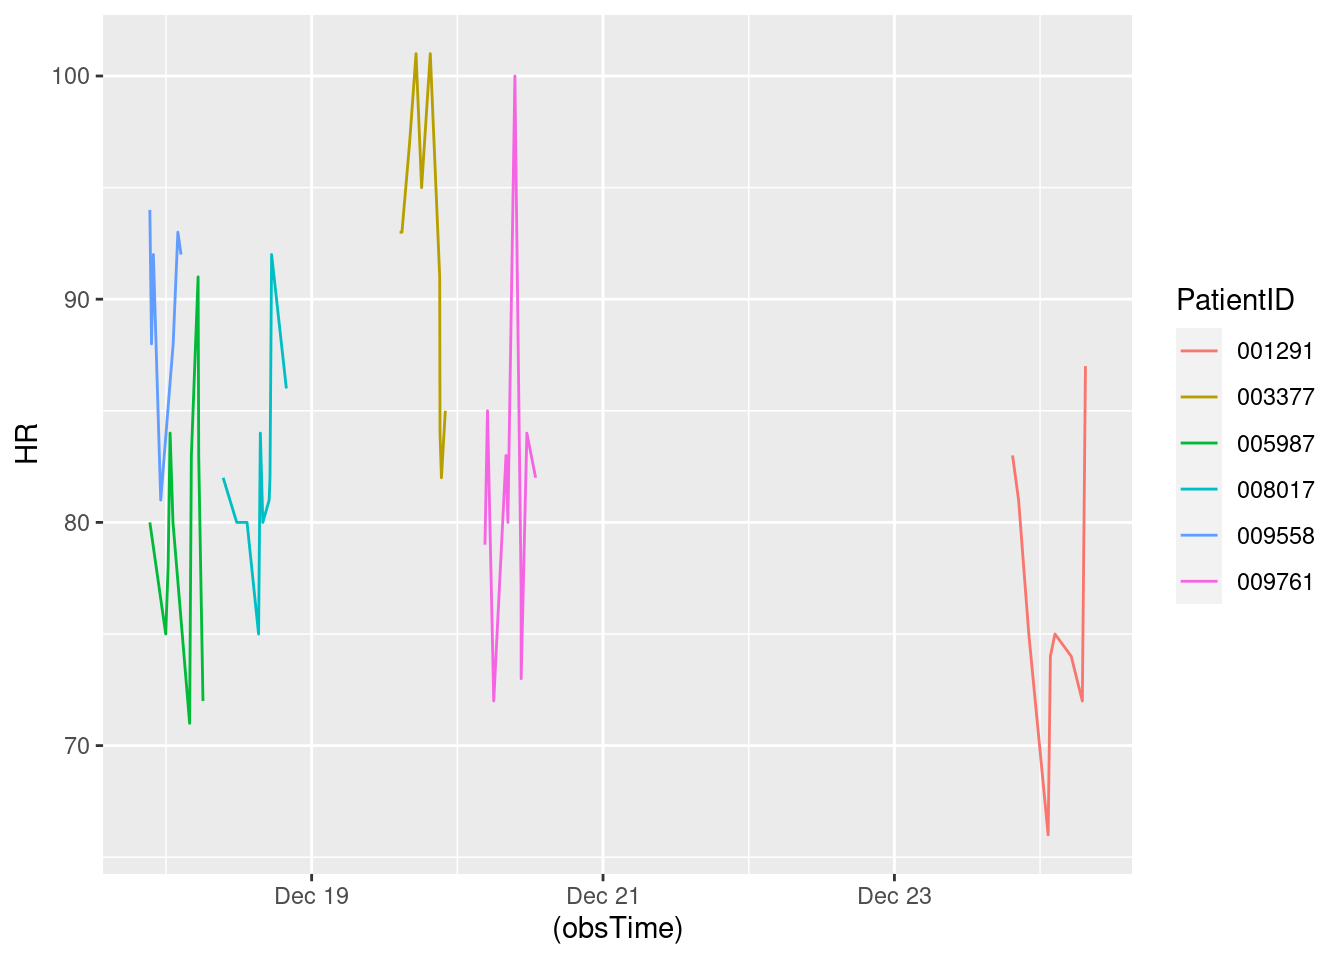 100
90
80
70
HR
Dec 19
Dec 21
Dec 23
(obsTime)
PatientID
001291
003377
005987
008017
009558
009761